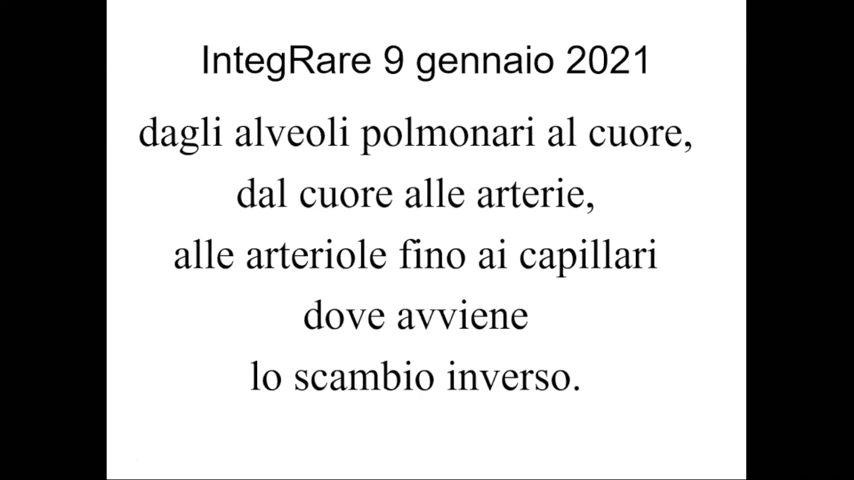 IntegRare 9 gennaio 2021
dagli alveoli polmonari al cuore,
dal cuore alle arterie,
alle arteriole fino ai capillari
dove avviene
lo scambio inverso.